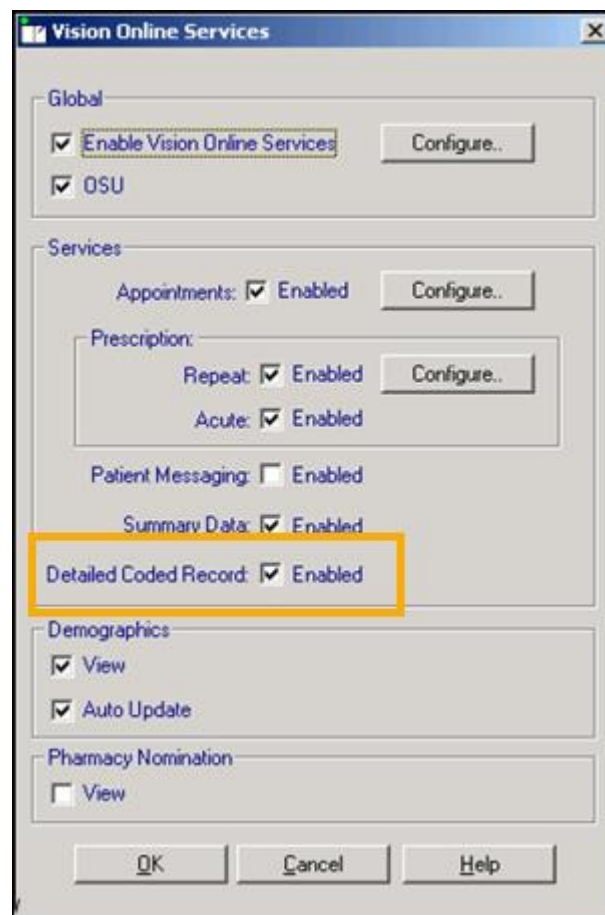 Vision Online Services
Global
Enable Vision Online Services Configure..
OSU
Services
Appointments: Enabled Configure..
Prescription:
Repeat: Enabled Configure..
Acute: Enabled
Patient Messaging: Enabled
Summary Data: Enabled
Detailed Coded Record: Enabled
Demographics
View
Auto Update
Pharmacy Nomination
View
OK Cancel Help